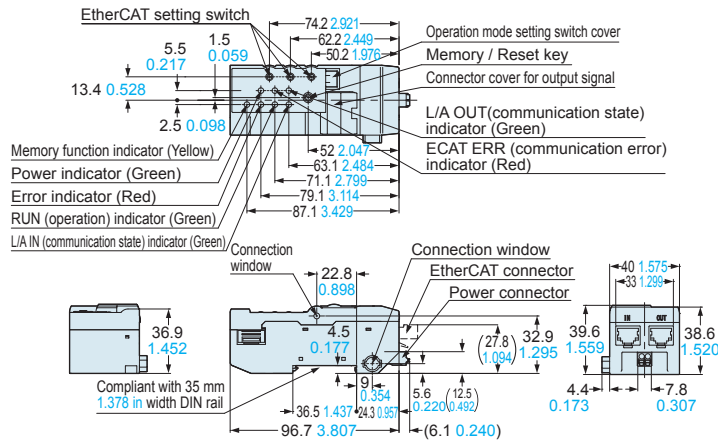 EtherCAT setting switch
74.2 2.921
62.2 2.449
50.2 1.976
Operation mode setting switch cover
Memory / Reset key
Connector cover for output signal
5.5
0.217
1.5
0.059
13.4 0.528
2.5 0.098
L/A OUT(communication state)
indicator (Green)
ECAT ERR (communication error)
indicator (Red)
Memory function indicator (Yellow)
Power indicator (Green)
Error indicator (Red)
RUN (operation) indicator (Green)
L/A IN (communication state) indicator (Green)
52 2.047
63.1 2.484
71.1 2.799
79.1 3.114
87.1 3.429
Connection
window
Connection window
EtherCAT connector
Power connector
22.8
0.898
40 1.575
33 1.299
IN OUT
36.9
1.452
4.5
0.177
(27.8
1.094)
32.9
1.295
39.6
1.559
38.6
1.520
Compliant with 35 mm
1.378 in width DIN rail
9
0.354
36.5 1.437
24.3 0.957
5.6
0.220
(12.5
0.492)
96.7 3.807
(6.1 0.240)
4.4
0.173
7.8
0.307